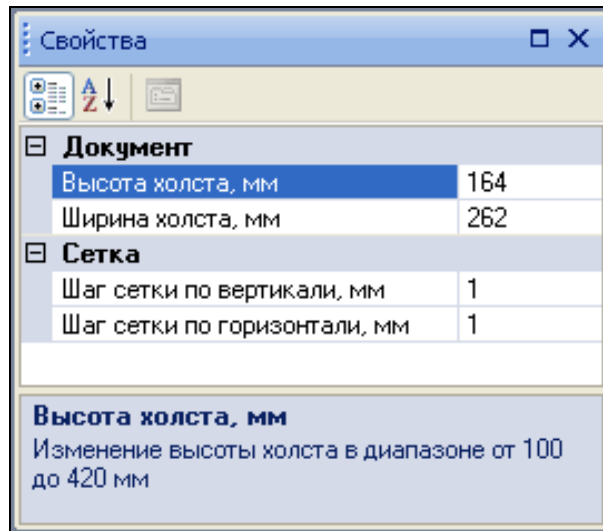 Свойства
A
Z
Документ
Высота холста, мм 164
Ширина холста, мм 262
Сетка
Шаг сетки по вертикали, мм 1
Шаг сетки по горизонтали, мм 1
Высота холста, мм
Изменение высоты холста в диапазоне от 100
до 420 мм